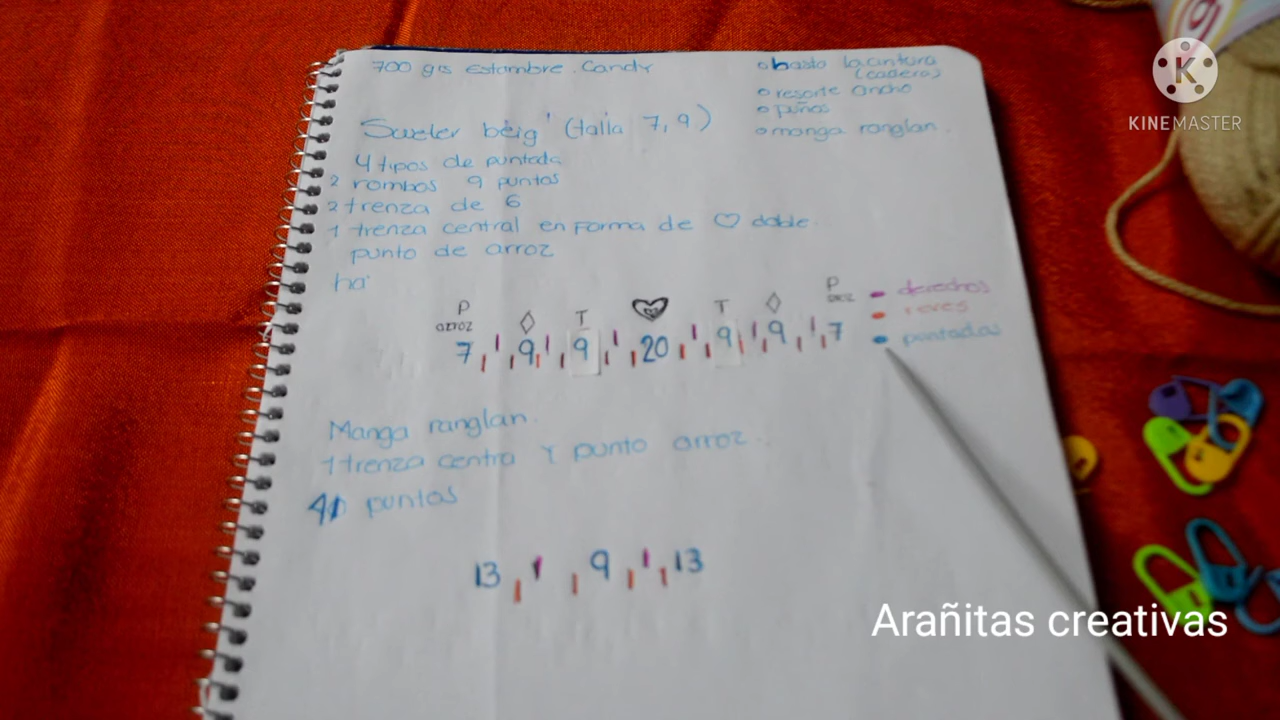 700 grs Estambre. Candy
Sueter beig (talla 7, 9)
4 tipos de puntada
2 rombos 9 puntos
2 trenza de 6
1 trenza central en forma de ♡ doble.
punto de arroz
ha
• hasta la cintura
(cadera)
• resorte ancho
• puños
• manga ranglan.
P arroz ◊ T ♡ T ◊ P arroz
7, ı, 9, ı, 9, ı, 20, ı, 9, ı, 9, ı, 7
derechos
reves
puntadas
Manga ranglan.
1 trenza centra Y punto arroz.
41 puntos
13, ı, 9, ı, 13
KINEMASTER
Arañitas creativas